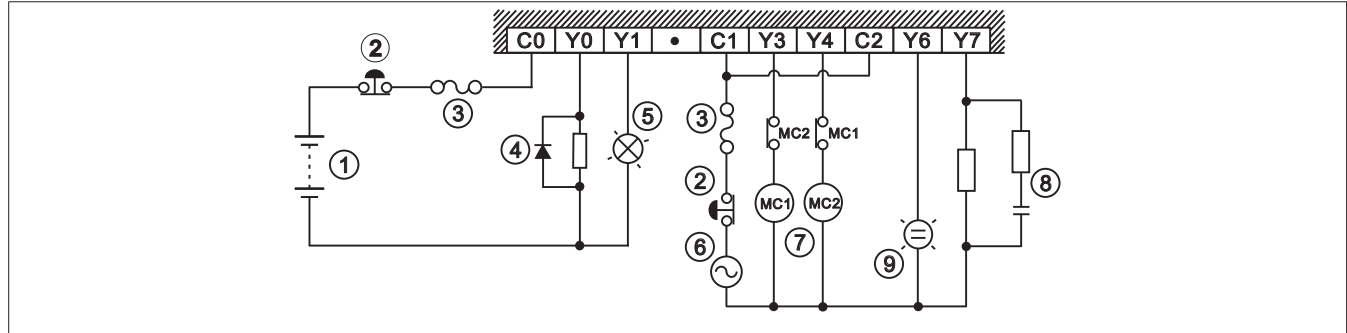 C0 Y0 Y1 • C1 Y3 Y4 C2 Y6 Y7
②
③
①
④
⑤
③
②
⑥
MC2
MC1
MC1
MC2
⑦
⑨
⑧